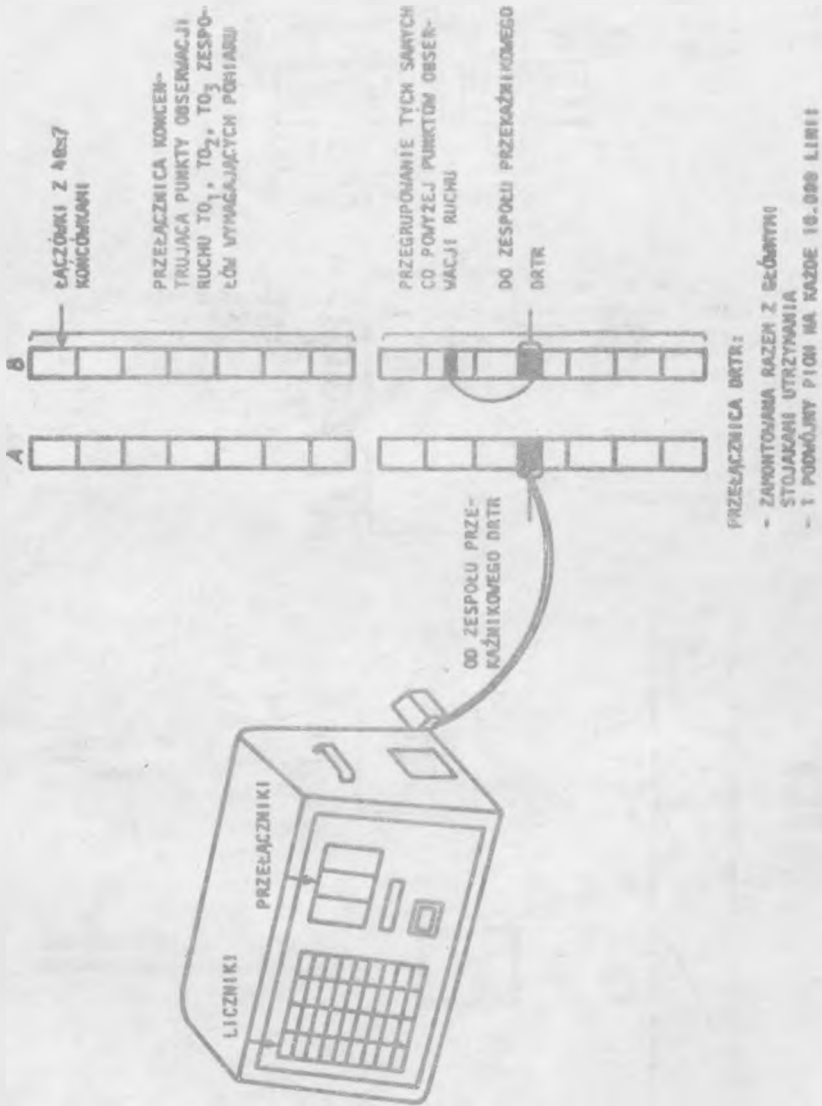 LICZNIKI
PRZEŁĄCZNIKI
OD ZESPOŁU PRZE-
KAŹNIKOWEGO DRTR
A
B
ŁĄCZÓWKI Z
KOŃCÓWKAMI
PRZEŁĄCZNICA KONCEN-
TRUJĄCA PUNKTY OBSERWACJI
RUCHU TO1, TO2, TO3 ZESPO-
ŁÓW WYMAGAJĄCYCH POMIARU
PRZEGRUPOWANIE TYCH SAMYCH
CO POWYŻEJ PUNKTÓW OBSER-
WACJI RUCHU
DO ZESPOŁU PRZEKAŹNIKOWEGO
DRTR
PRZEŁĄCZNICA DRTR:
- ZAMONTOWANA RAZEM Z GŁÓWNYMI
STOJAKAMI UTRZYMANIA
- 1 PODWÓJNY PION NA KAŻDE 10.000 LINII